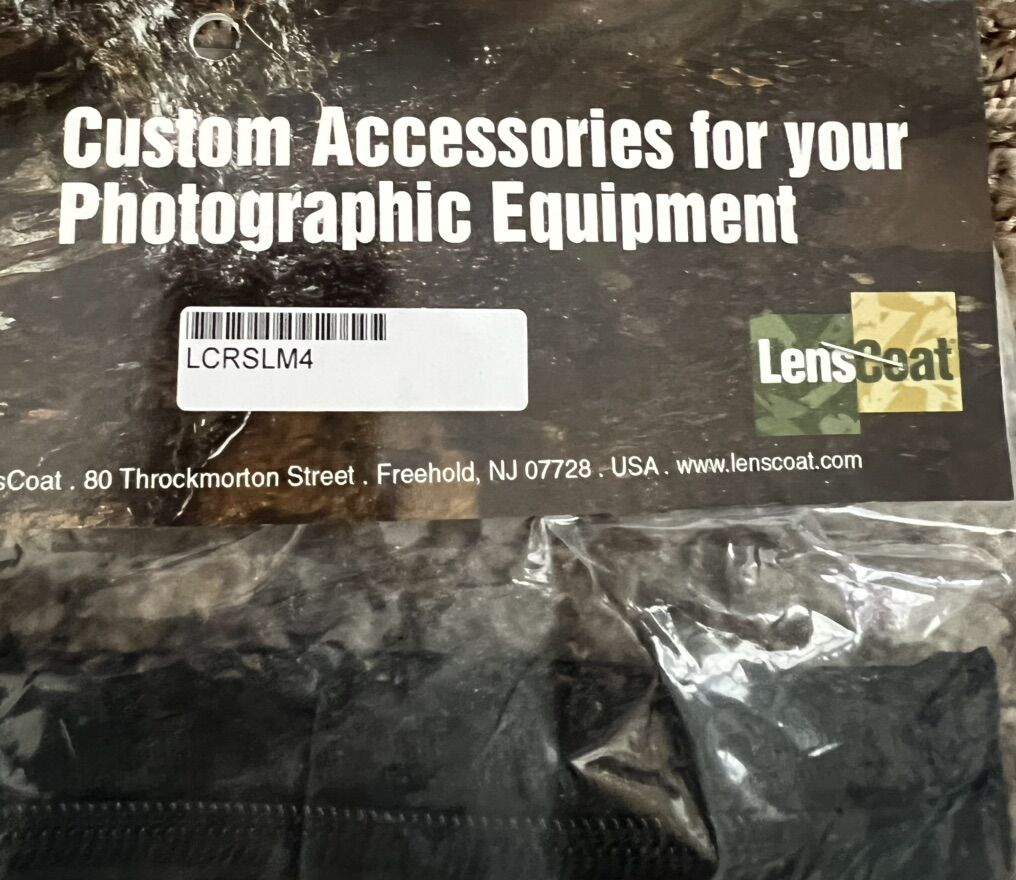 Custom Accessories for your
Photographic Equipment
LCRSLM4
LensCoat®
sCoat . 80 Throckmorton Street . Freehold, NJ 07728 . USA . www.lenscoat.com